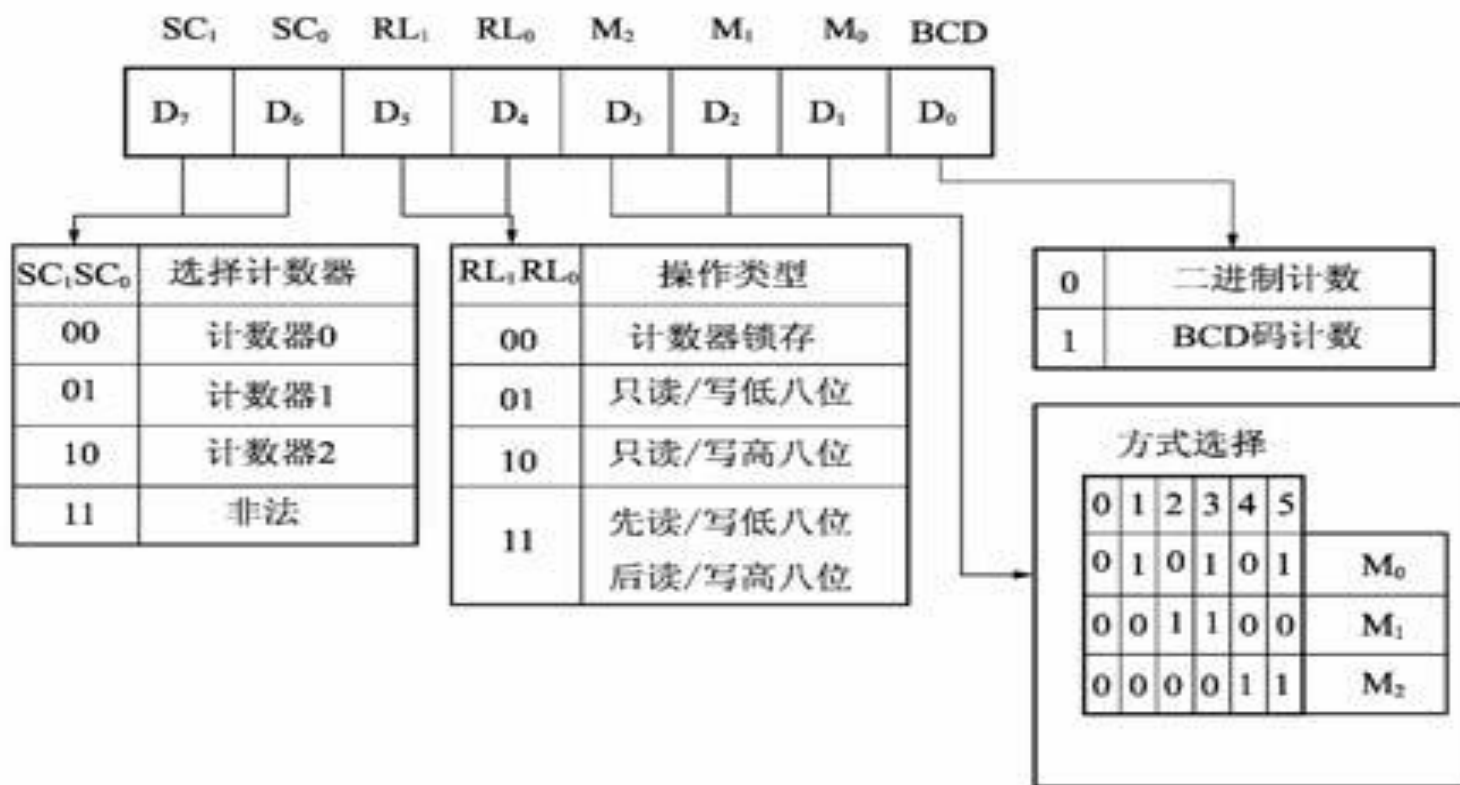 SC₁ SC₀ RL₁ RL₀ M₂ M₁ M₀ BCD
D₇ D₆ D₅ D₄ D₃ D₂ D₁ D₀
SC₁SC₀ 选择计数器
00 计数器0
01 计数器1
10 计数器2
11 非法
RL₁RL₀ 操作类型
00 计数器锁存
01 只读/写低八位
10 只读/写高八位
11 先读/写低八位
后读/写高八位
0 二进制计数
1 BCD码计数
方式选择
0 1 2 3 4 5
0 1 0 1 0 1 M₀
0 0 1 1 0 0 M₁
0 0 0 0 1 1 M₂